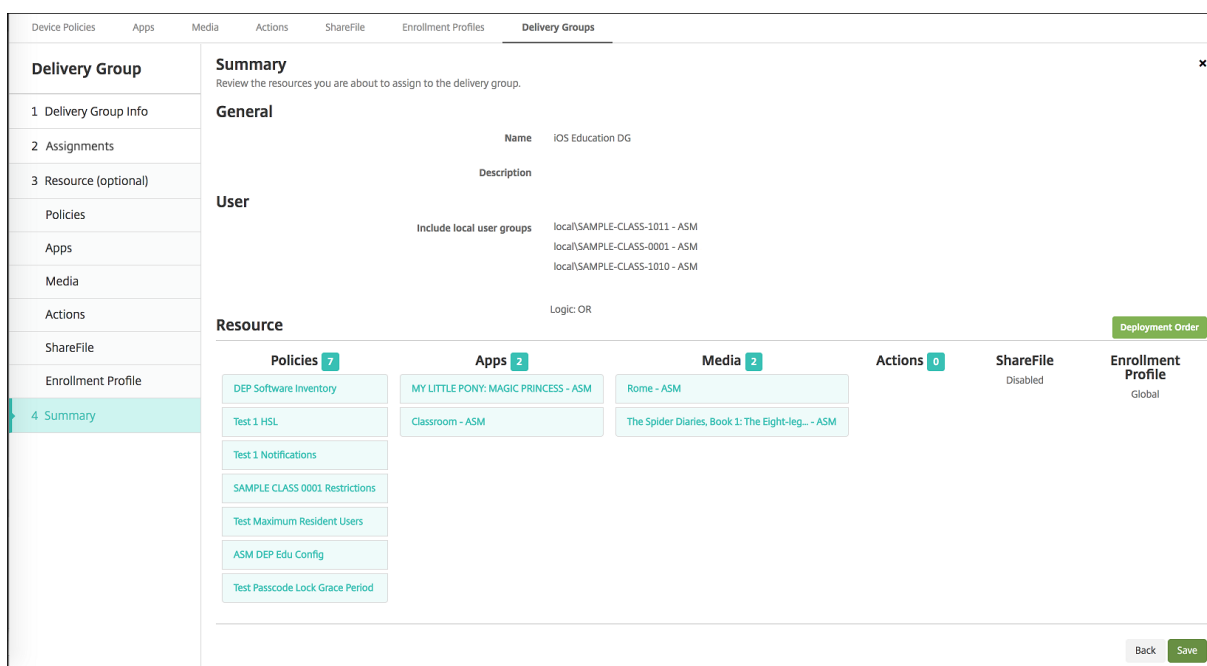 Device Policies Apps Media Actions ShareFile Enrollment Profiles Delivery Groups
Delivery Group
1 Delivery Group Info
2 Assignments
3 Resource (optional)
Policies
Apps
Media
Actions
ShareFile
Enrollment Profile
4 Summary
Summary
Review the resources you are about to assign to the delivery group.
General
Name iOS Education DG
Description
User
Include local user groups local\SAMPLE-CLASS-1011 - ASM
local\SAMPLE-CLASS-0001 - ASM
local\SAMPLE-CLASS-1010 - ASM
Logic: OR
Resource
Deployment Order
Policies 7
DEP Software Inventory
Test 1 HSL
Test 1 Notifications
SAMPLE CLASS 0001 Restrictions
Test Maximum Resident Users
ASM DEP Edu Config
Test Passcode Lock Grace Period
Apps 2
MY LITTLE PONY: MAGIC PRINCESS - ASM
Classroom - ASM
Media 2
Rome - ASM
The Spider Diaries, Book 1: The Eight-leg... - ASM
Actions 0
ShareFile
Disabled
Enrollment
Profile
Global
Back Save